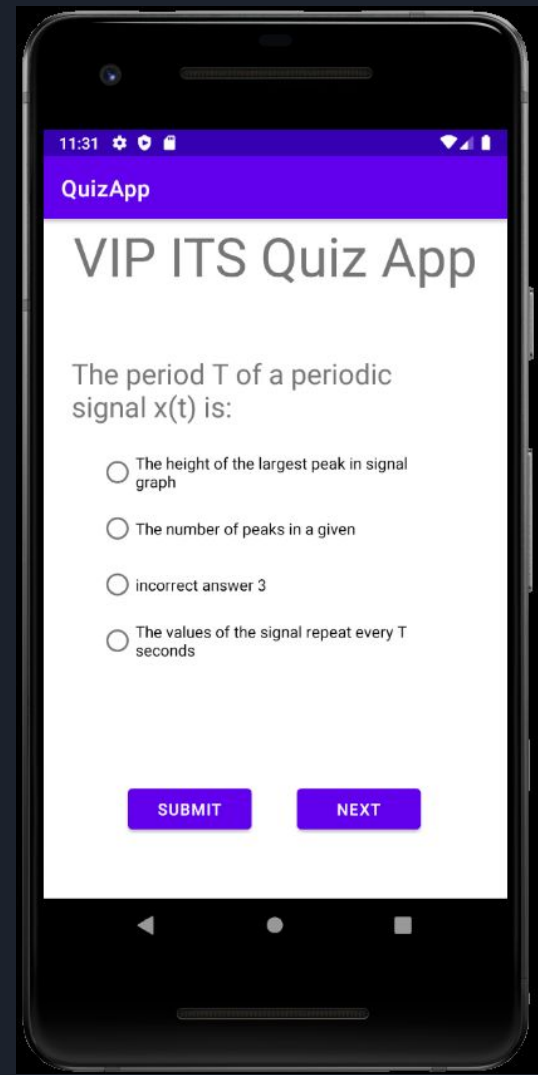 11:31
QuizApp
VIP ITS Quiz App
The period T of a periodic
signal x(t) is:
The height of the largest peak in signal
graph
The number of peaks in a given
incorrect answer 3
The values of the signal repeat every T
seconds
SUBMIT NEXT